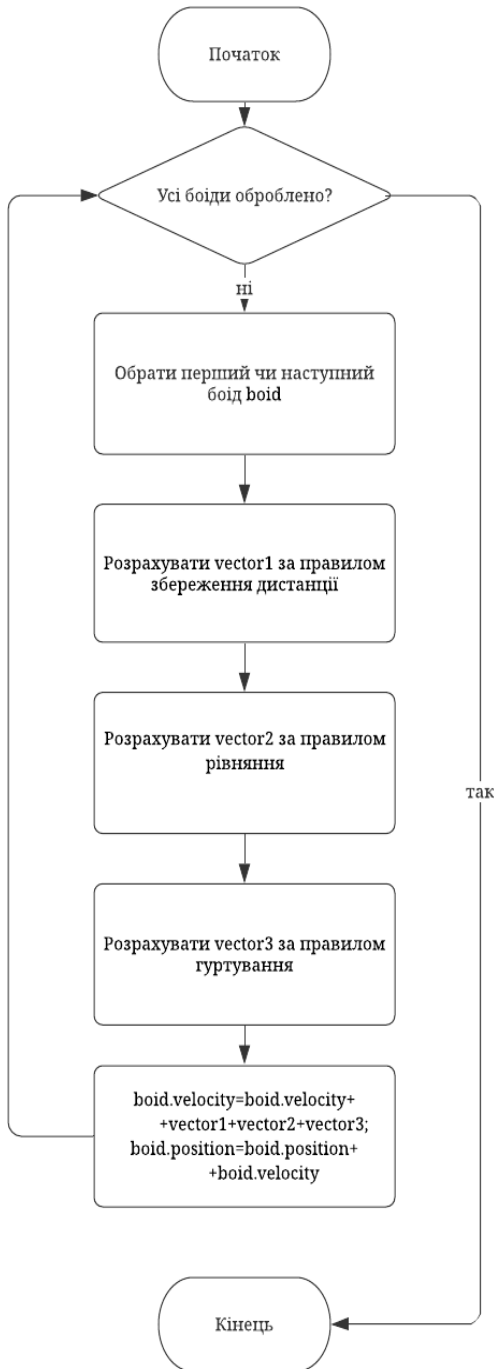 Початок
Усі боїди оброблено?
ні
Обрати перший чи наступний
боїд boid
Розрахувати vector1 за правилом
збереження дистанції
Розрахувати vector2 за правилом
рівняння
так
Розрахувати vector3 за правилом
гуртування
boid.velocity=boid.velocity+
+vector1+vector2+vector3;
boid.position=boid.position+
+boid.velocity
Кінець